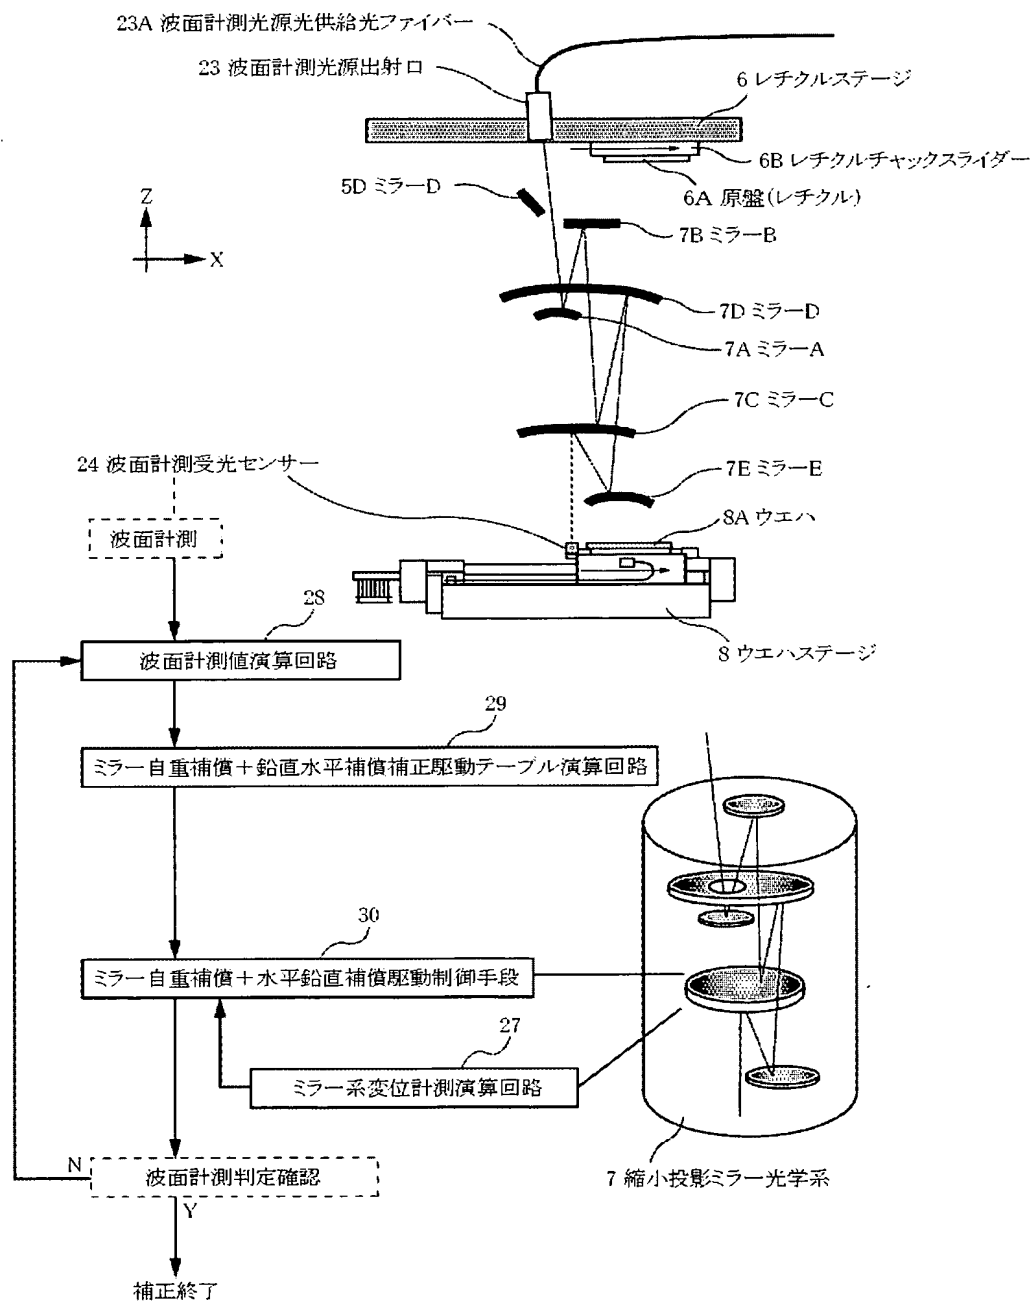 23A 波面計測光源光供給光ファイバー
23 波面計測光源出射口
6 レチクルステージ
6B レチクルチャックスライダー
5D ミラーD
6A 原盤(レチクル)
Z
7B ミラーB
X
7D ミラーD
7A ミラーA
7C ミラーC
24 波面計測受光センサー
7E ミラーE
8A ウエハ
波面計測
28
波面計測値演算回路
8 ウエハステージ
29
ミラー自重補償+鉛直水平補償補正駆動テーブル演算回路
30
ミラー自重補償+水平鉛直補償駆動制御手段
27
ミラー系変位計測演算回路
N
波面計測判定確認
7 縮小投影ミラー光学系
Y
補正終了